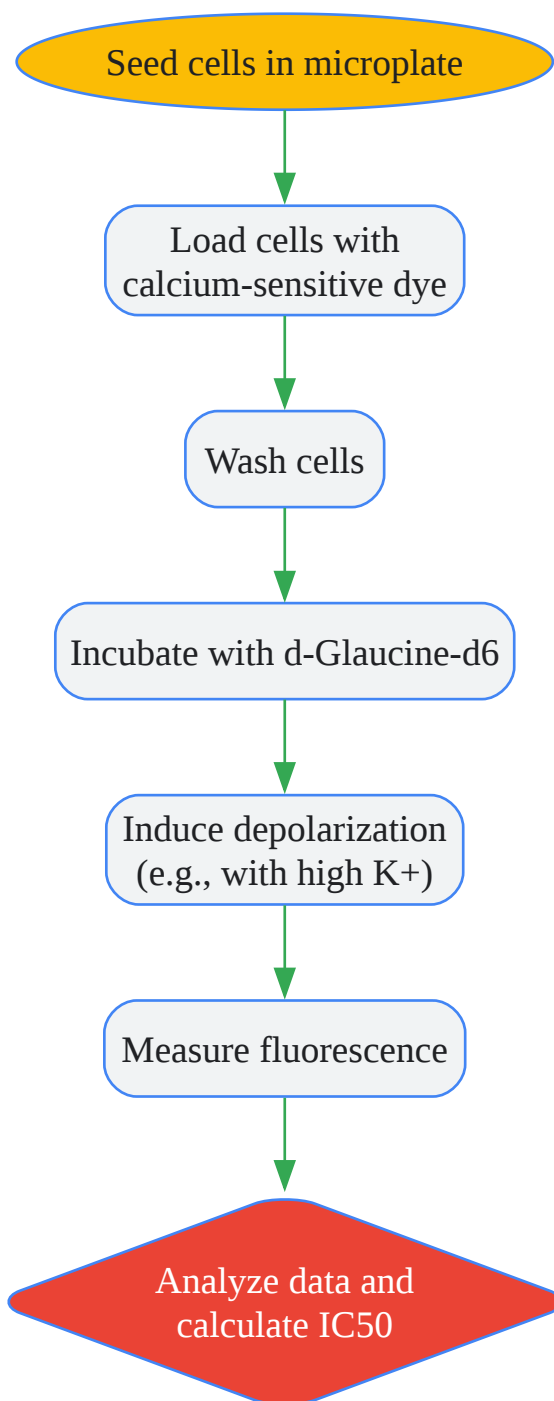 Seed cells in microplate
Load cells with
calcium-sensitive dye
Wash cells
Incubate with d-Glaucine-d6
Induce depolarization
(e.g., with high K+)
Measure fluorescence
Analyze data and
calculate IC50